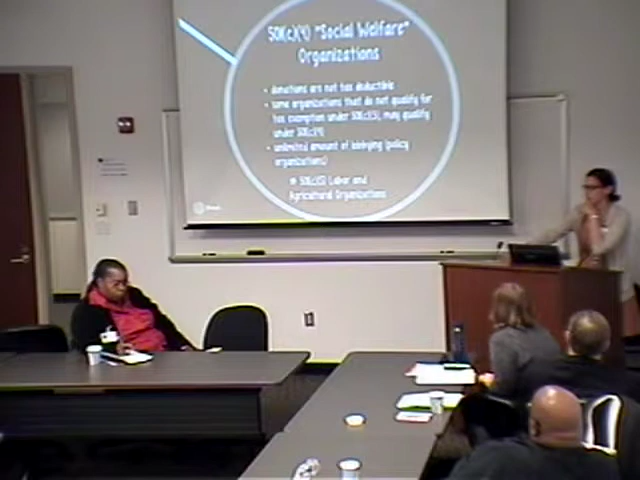 501(c)(4) "Social Welfare"
Organizations
• donations are not tax deductible
• some organizations that do not qualify for
tax exemption under 501(c)(3), may qualify
under 501(c)4
• unlimited amount of lobbying (policy
organizations)
* 501(c)(5) Labor and
Agricultural Organizations